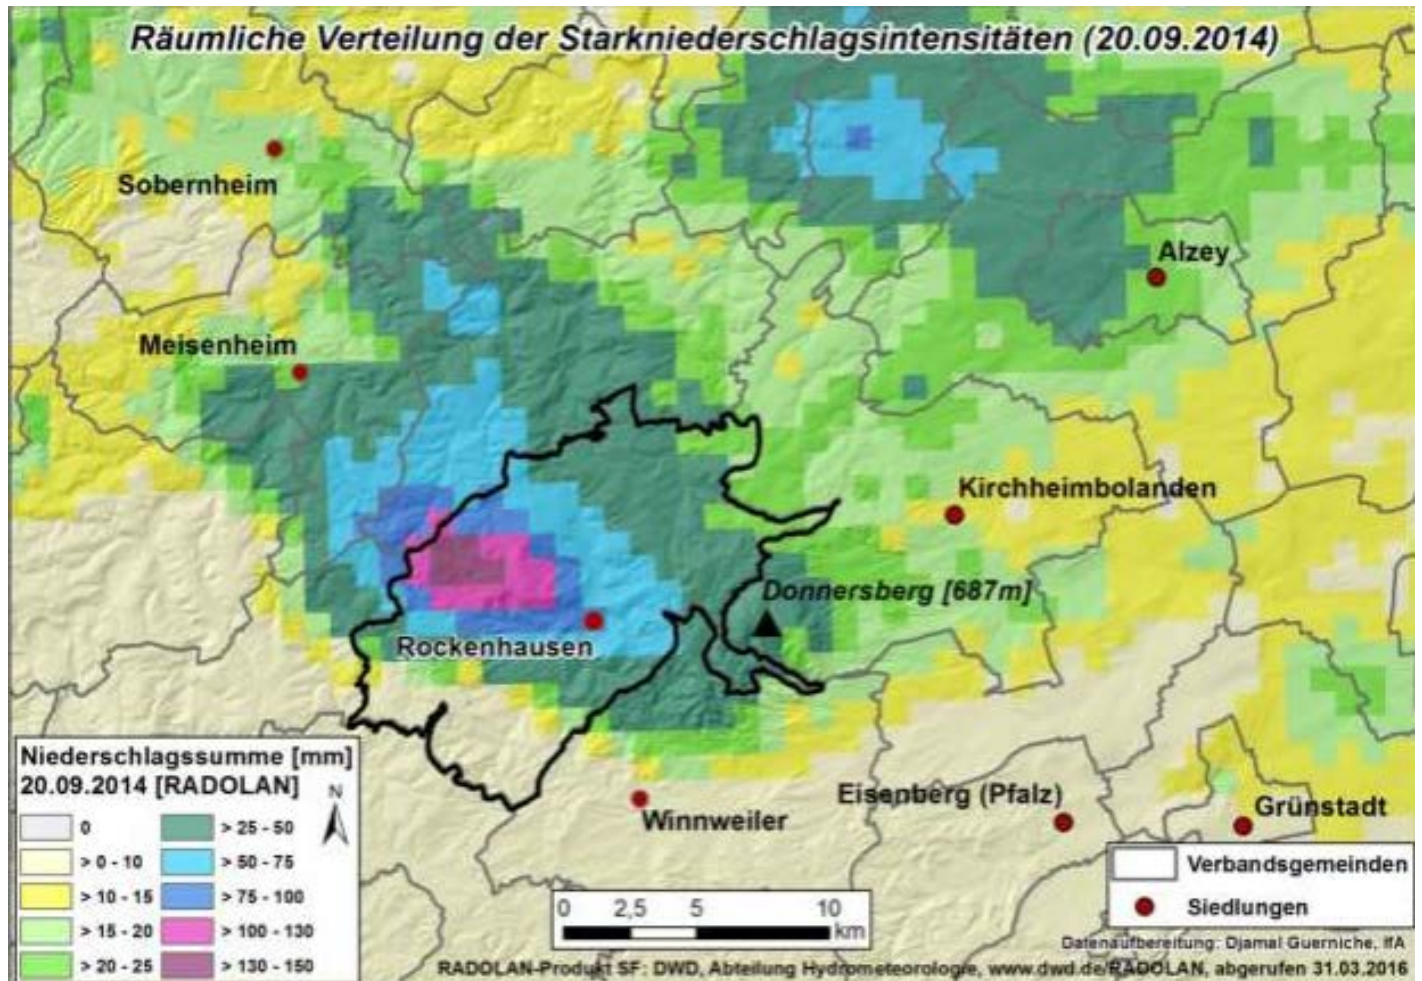 Räumliche Verteilung der Starkniederschlagsintensitäten (20.09.2014)
Sobernheim
Alzey
Meisenheim
Kirchheimbolanden
Donnersberg [687m]
Rockenhausen
Niederschlagssumme [mm]
20.09.2014 [RADOLAN]
N
0
> 25 - 50
> 0 - 10
> 50 - 75
> 10 - 15
> 75 - 100
> 15 - 20
> 100 - 130
> 20 - 25
> 130 - 150
Winnweiler
Eisenberg (Pfalz)
Grünstadt
0 2,5 5 10
km
Verbandsgemeinden
Siedlungen
Datenaufbereitung: Djamal Guerniche, IfA
RADOLAN-Produkt SF: DWD, Abteilung Hydrometeorologie, www.dwd.de/RADOLAN, abgerufen 31.03.2016